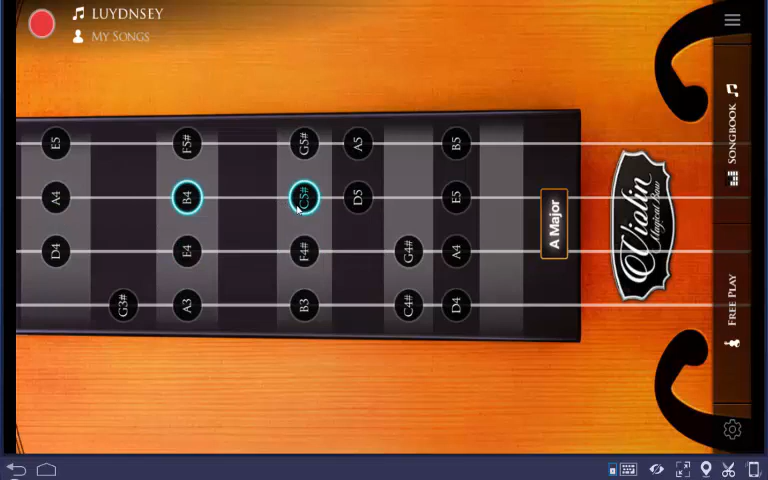 LUYDNSEY
MY SONGS
E5
F5#
G5#
A5
B5
A4
B4
C5#
D5
E5
D4
E4
F4#
G4#
A4
G3#
A3
B3
C4#
D4
A Major
Violin
Magical Bow
SONGBOOK
FREE PLAY